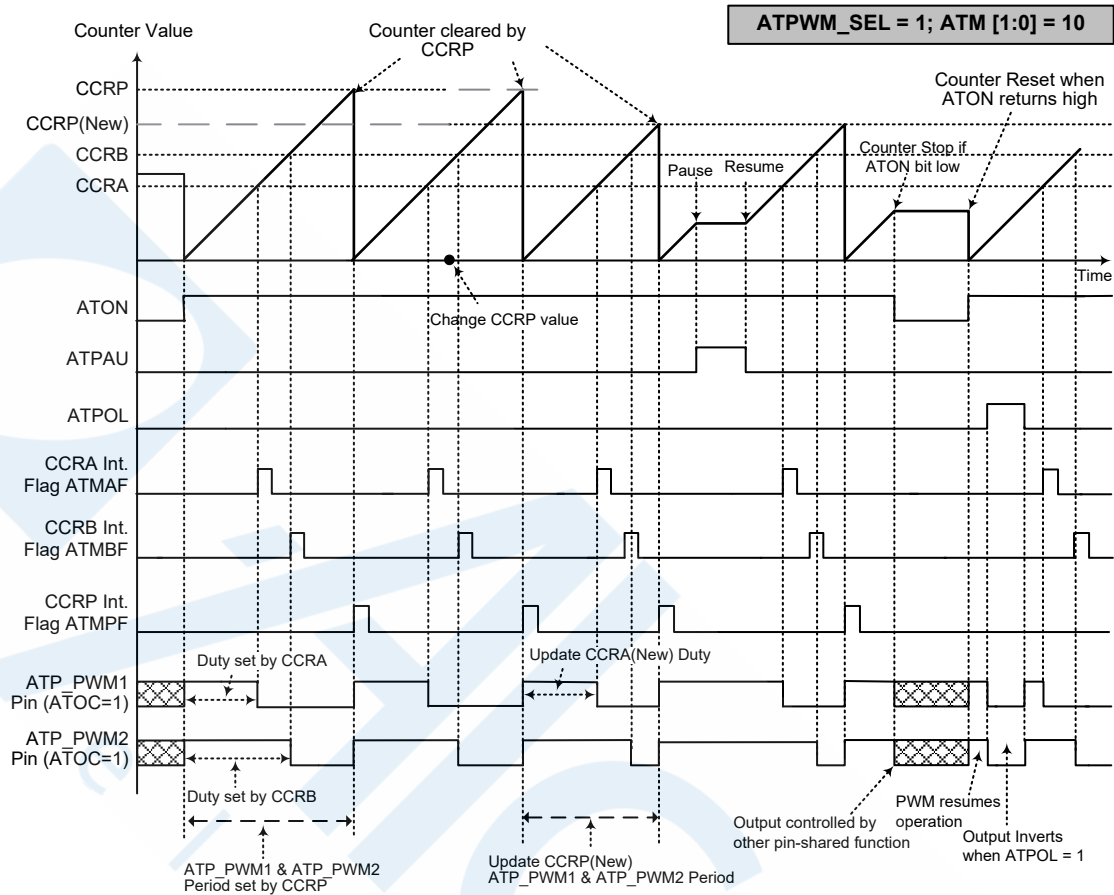 ATPWM_SEL = 1; ATM [1:0] = 10
Counter Value
Counter cleared by
CCRP
CCRP
CCRP(New)
CCRB
CCRA
Counter Reset when
ATON returns high
Counter Stop if
ATON bit low
Pause
Resume
Time
ATON
Change CCRP value
ATPAU
ATPOL
CCRA Int.
Flag ATMAF
CCRB Int.
Flag ATMBF
CCRP Int.
Flag ATMPF
Duty set by CCRA
Update CCRA(New) Duty
ATP_PWM1
Pin (ATOC=1)
ATP_PWM2
Pin (ATOC=1)
Duty set by CCRB
ATP_PWM1 & ATP_PWM2
Period set by CCRP
Update CCRP(New)
ATP_PWM1 & ATP_PWM2 Period
Output controlled by
other pin-shared function
PWM resumes
operation
Output Inverts
when ATPOL = 1